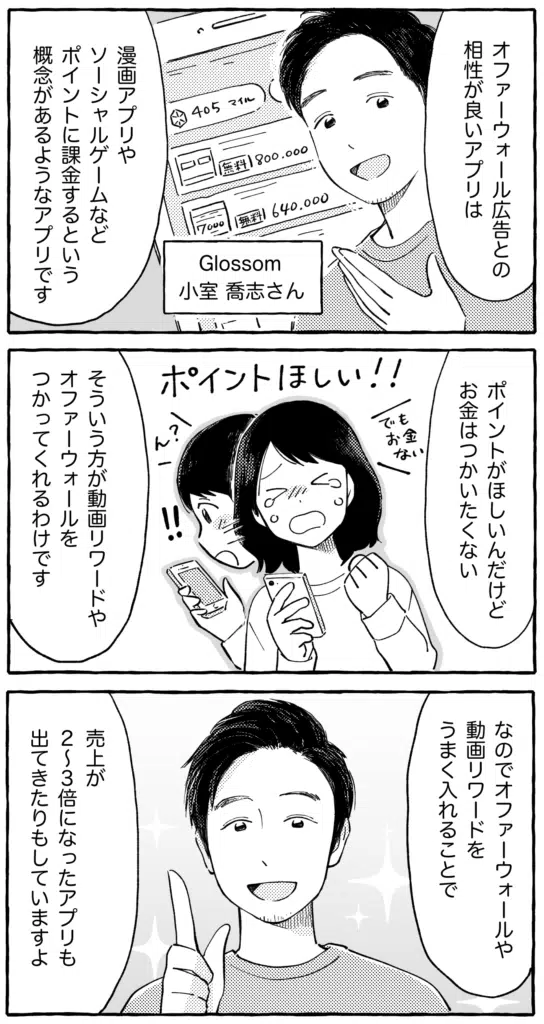 オファーウォール広告との
相性が良いアプリは
漫画アプリや
ソーシャルゲームなど
ポイントに課金するという
概念があるようなアプリです
405 マイル
無料 800.000
7000 無料 640.000
Glossom
小室 喬志さん
ポイントほしい!!
ポイントがほしいんだけど
お金はつかいたくない
でも
お金
ない
ん?
!!
そういう方が動画リワードや
オファーウォールを
つかってくれるわけです
なのでオファーウォールや
動画リワードを
うまく入れることで
売上が
2〜3倍になったアプリも
出てきたりもしていますよ